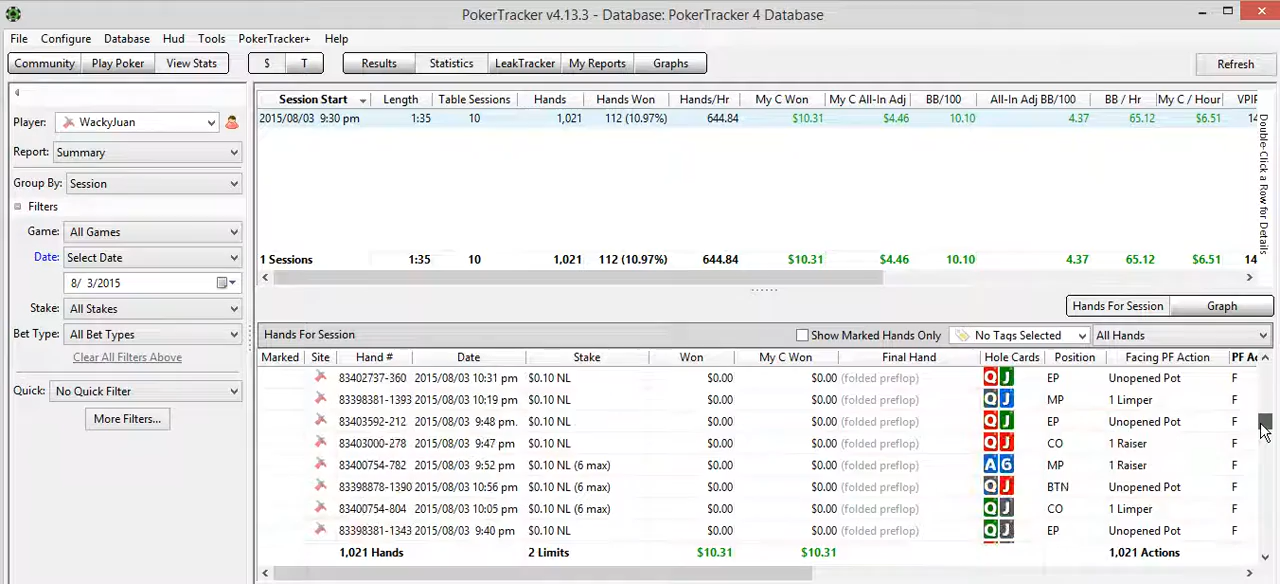 PokerTracker v4.13.3 - Database: PokerTracker 4 Database
File Configure Database Hud Tools PokerTracker+ Help
Community Play Poker View Stats $ T Results Statistics LeakTracker My Reports Graphs Refresh
Player: WackyJuan
Report: Summary
Group By: Session
Filters
Game: All Games
Date: Select Date
8/ 3/2015
Stake: All Stakes
Bet Type: All Bet Types
Clear All Filters Above
Quick: No Quick Filter
More Filters...
Session Start Length Table Sessions Hands Hands Won Hands/Hr My C Won My C All-In Adj BB/100 All-In Adj BB/100 BB / Hr My C / Hour VPIP
2015/08/03 9:30 pm 1:35 10 1,021 112 (10.97%) 644.84 $10.31 $4.46 10.10 4.37 65.12 $6.51 14
1 Sessions 1:35 10 1,021 112 (10.97%) 644.84 $10.31 $4.46 10.10 4.37 65.12 $6.51 14
Double-Click a Row for Details
Hands For Session Graph
Hands For Session Show Marked Hands Only No Tags Selected All Hands
Marked Site Hand # Date Stake Won My C Won Final Hand Hole Cards Position Facing PF Action PF Ac
83402737-360 2015/08/03 10:31 pm $0.10 NL $0.00 $0.00 (folded preflop) Q J EP Unopened Pot F
83398381-1393 2015/08/03 10:19 pm $0.10 NL $0.00 $0.00 (folded preflop) Q J MP 1 Limper F
83403592-212 2015/08/03 9:48 pm. $0.10 NL $0.00 $0.00 (folded preflop) Q J EP Unopened Pot F
83403000-278 2015/08/03 9:47 pm $0.10 NL $0.00 $0.00 (folded preflop) Q J CO 1 Raiser F
83400754-782 2015/08/03 9:52 pm $0.10 NL (6 max) $0.00 $0.00 (folded preflop) A 6 MP 1 Raiser F
83398878-1390 2015/08/03 10:56 pm $0.10 NL (6 max) $0.00 $0.00 (folded preflop) Q J BTN Unopened Pot F
83400754-804 2015/08/03 10:05 pm $0.10 NL (6 max) $0.00 $0.00 (folded preflop) Q J CO 1 Limper F
83398381-1343 2015/08/03 9:40 pm $0.10 NL $0.00 $0.00 (folded preflop) Q J EP Unopened Pot F
1,021 Hands 2 Limits $10.31 $10.31 1,021 Actions